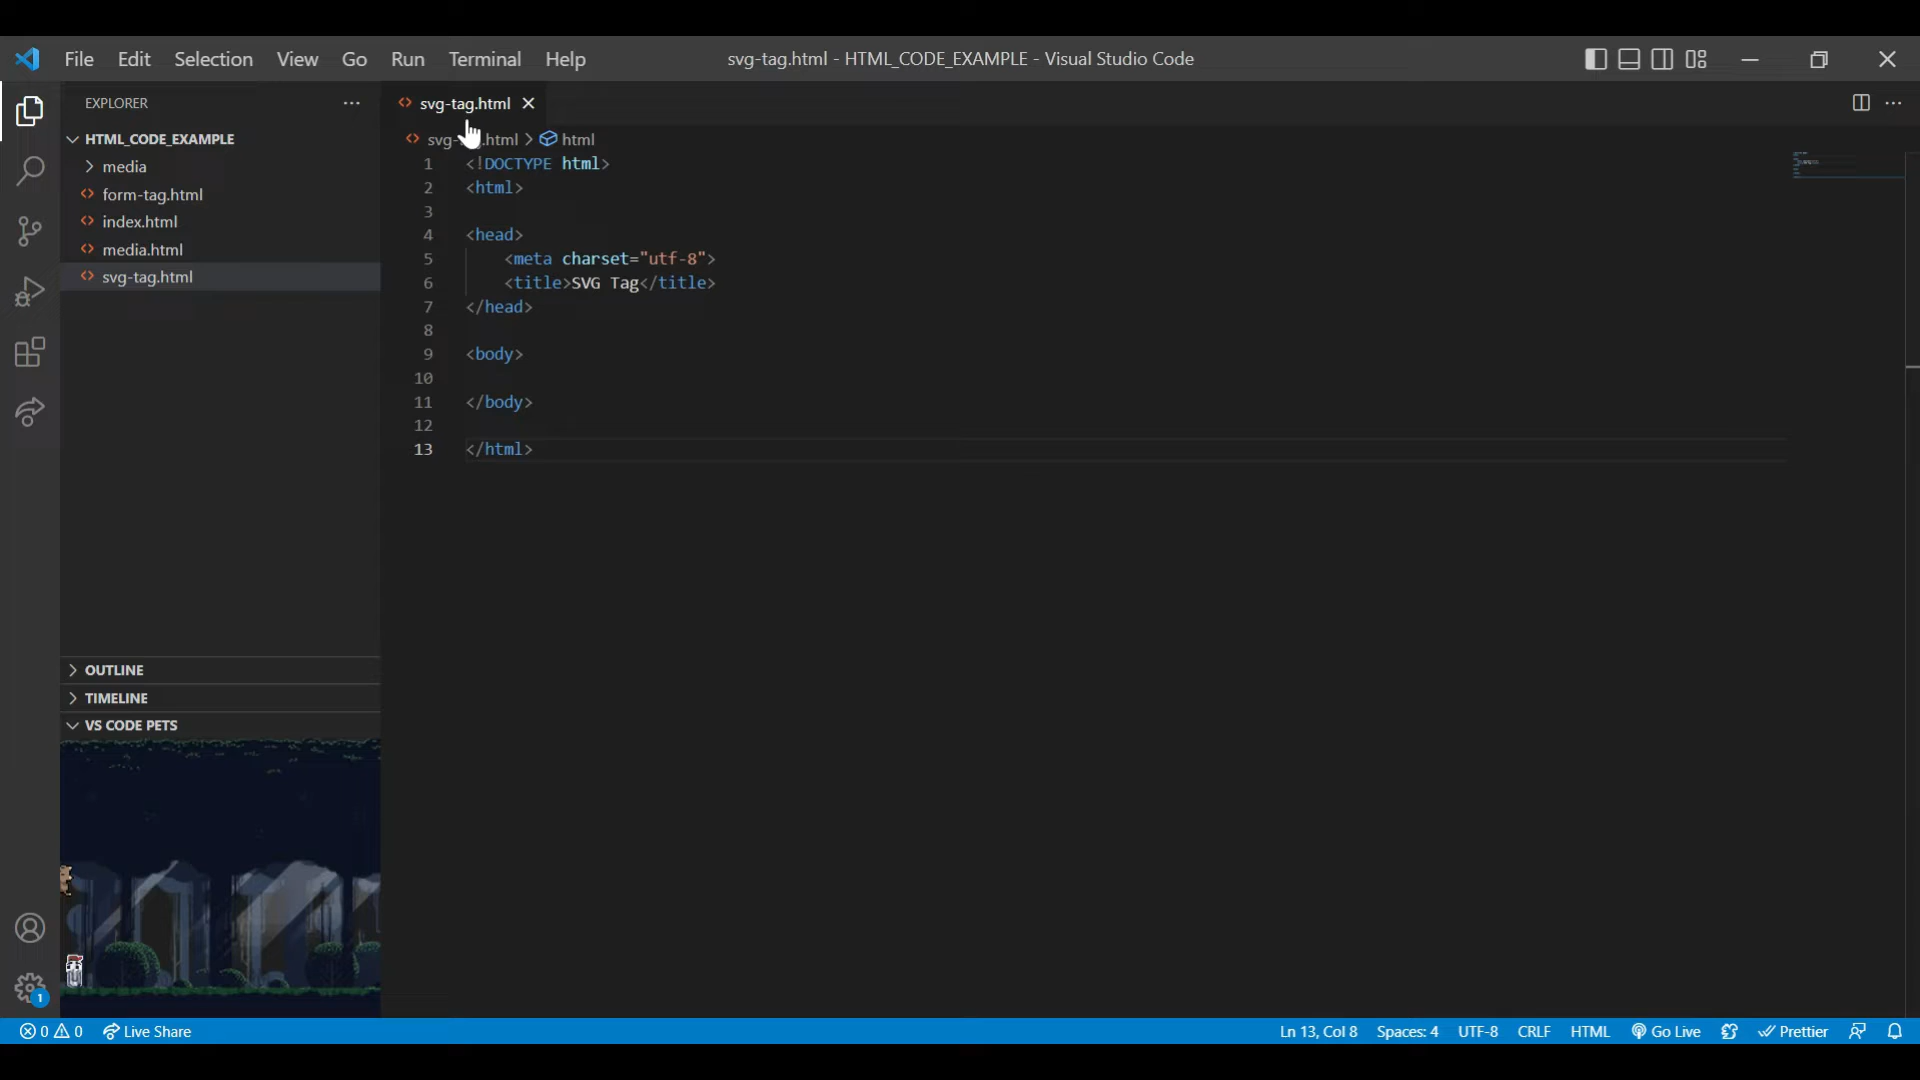 File Edit Selection View Go Run Terminal Help svg-tag.html - HTML_CODE_EXAMPLE - Visual Studio Code
EXPLORER
HTML_CODE_EXAMPLE
media
form-tag.html
index.html
media.html
svg-tag.html
OUTLINE
TIMELINE
VS CODE PETS
svg-tag.html
html
1 <!DOCTYPE html>
2 <html>
3
4 <head>
5 <meta charset="utf-8">
6 <title>SVG Tag</title>
7 </head>
8
9 <body>
10
11 </body>
12
13 </html>
1
0 0 Live Share Ln 13, Col 8 Spaces: 4 UTF-8 CRLF HTML Go Live Prettier